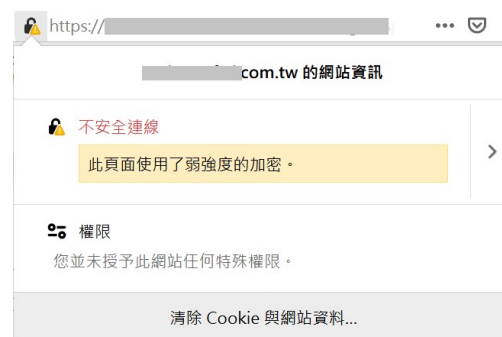 https://
com.tw 的網站資訊
不安全連線
此頁面使用了弱強度的加密。
權限
您並未授予此網站任何特殊權限。
清除 Cookie 與網站資料...